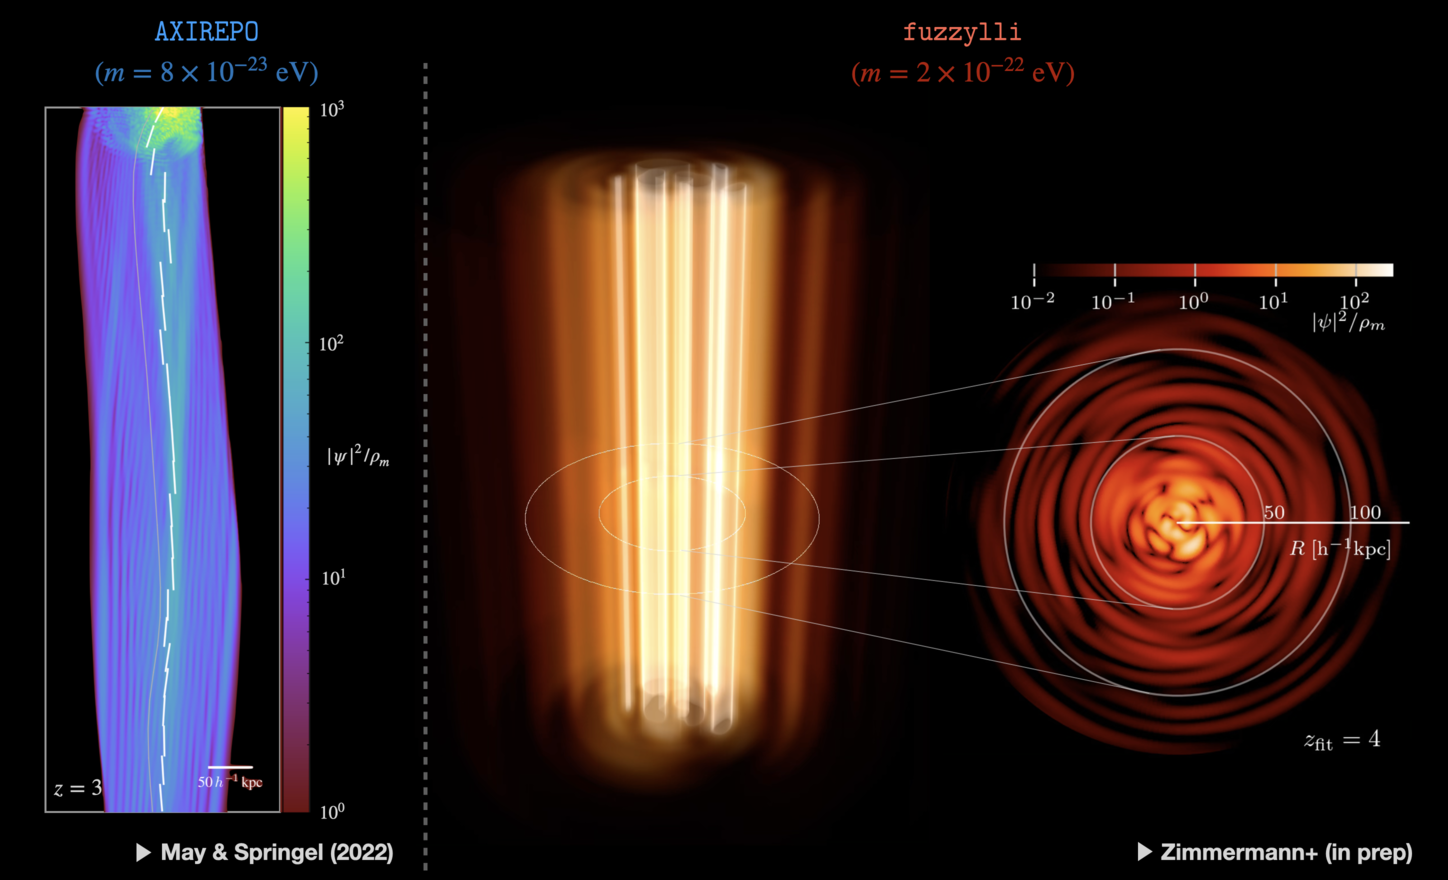 AXIREPO
(m = 8 × 10⁻²³ eV)
10³
10²
|ψ|²/ρₘ
10¹
10⁰
z = 3
50 h⁻¹ kpc
▶ May & Springel (2022)
fuzzylli
(m = 2 × 10⁻²² eV)
10⁻² 10⁻¹ 10⁰ 10¹ 10²
|ψ|²/ρₘ
50 100
R [h⁻¹kpc]
z_fit = 4
▶ Zimmermann+ (in prep)